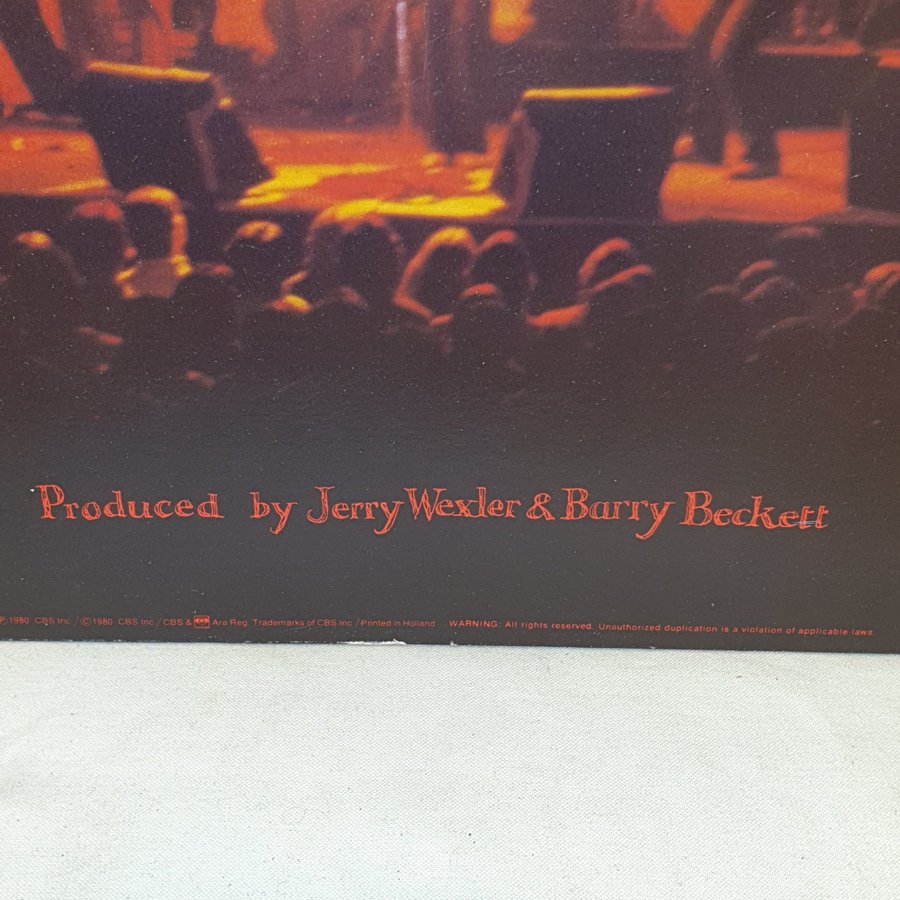 Produced by Jerry Wexler & Barry Beckett
℗ 1980 CBS Inc./© 1980 CBS Inc./CBS & Are Reg. Trademarks of CBS Inc./Printed in Holland WARNING: All rights reserved. Unauthorized duplication is a violation of applicable laws.